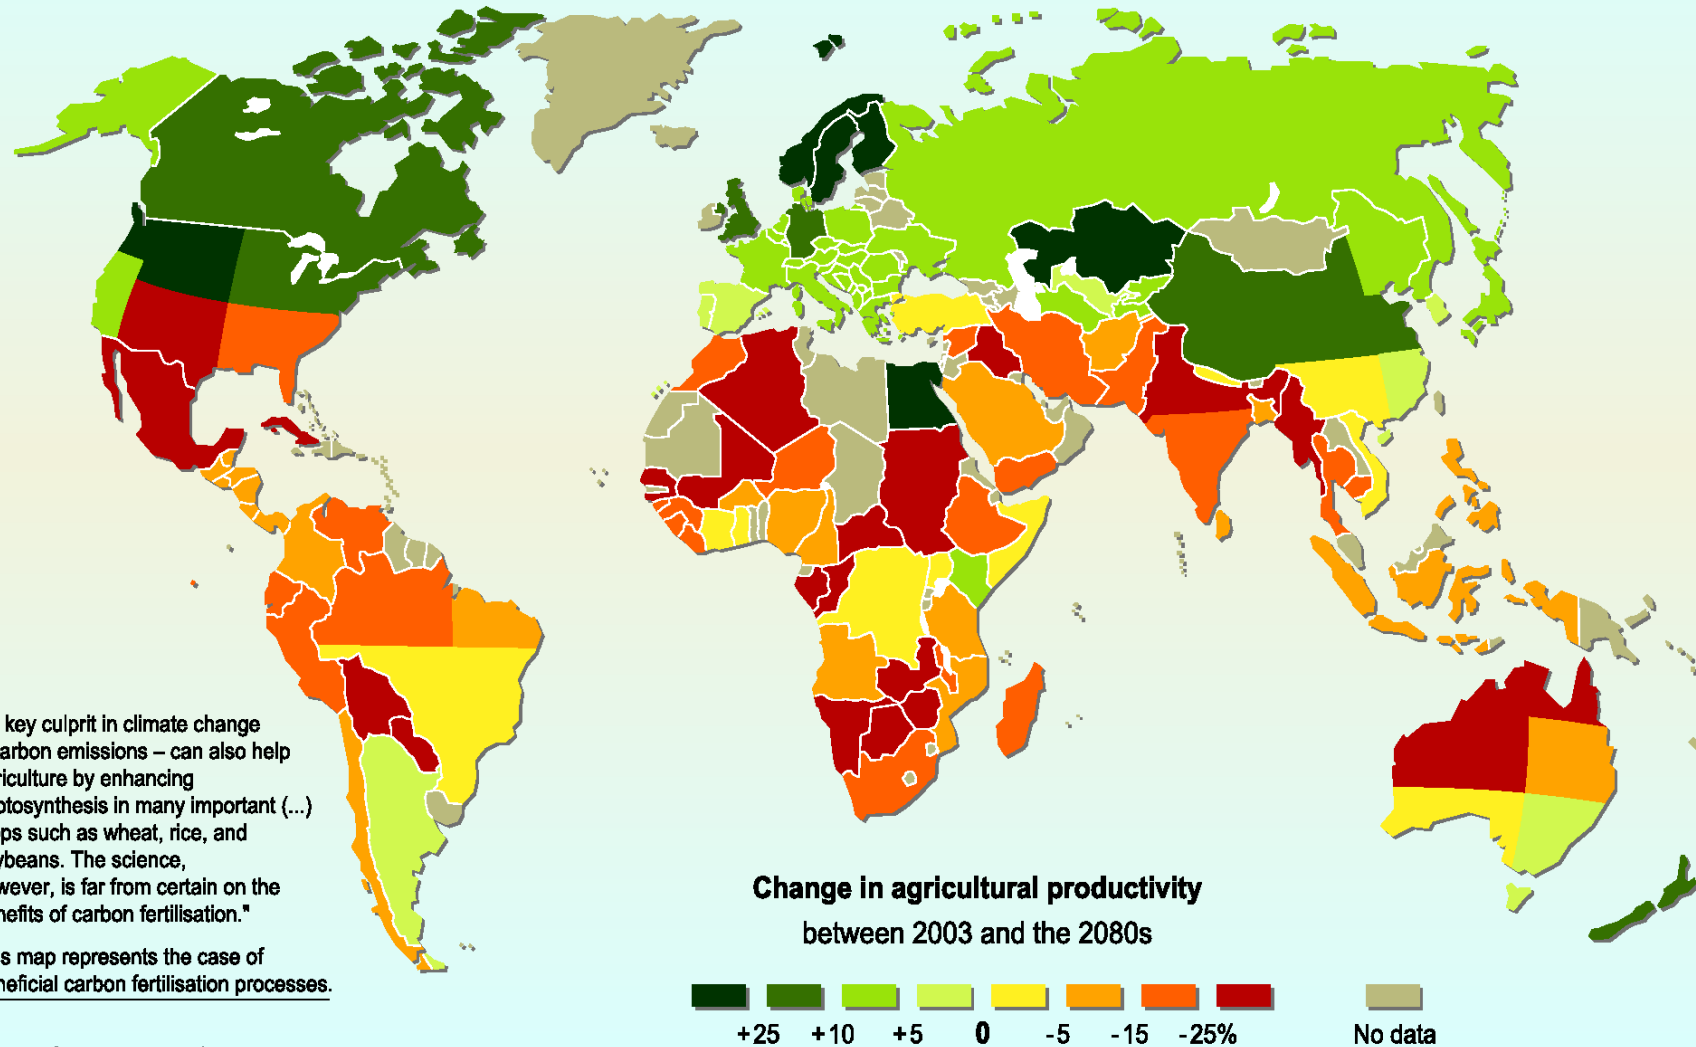 key culprit in climate change
arbon emissions – can also help
riculture by enhancing
otosynthesis in many important (...)
ps such as wheat, rice, and
ybeans. The science,
wever, is far from certain on the
nefits of carbon fertilisation."
s map represents the case of
neficial carbon fertilisation processes.
Change in agricultural productivity
between 2003 and the 2080s
+25 +10 +5 0 -5 -15 -25% No data